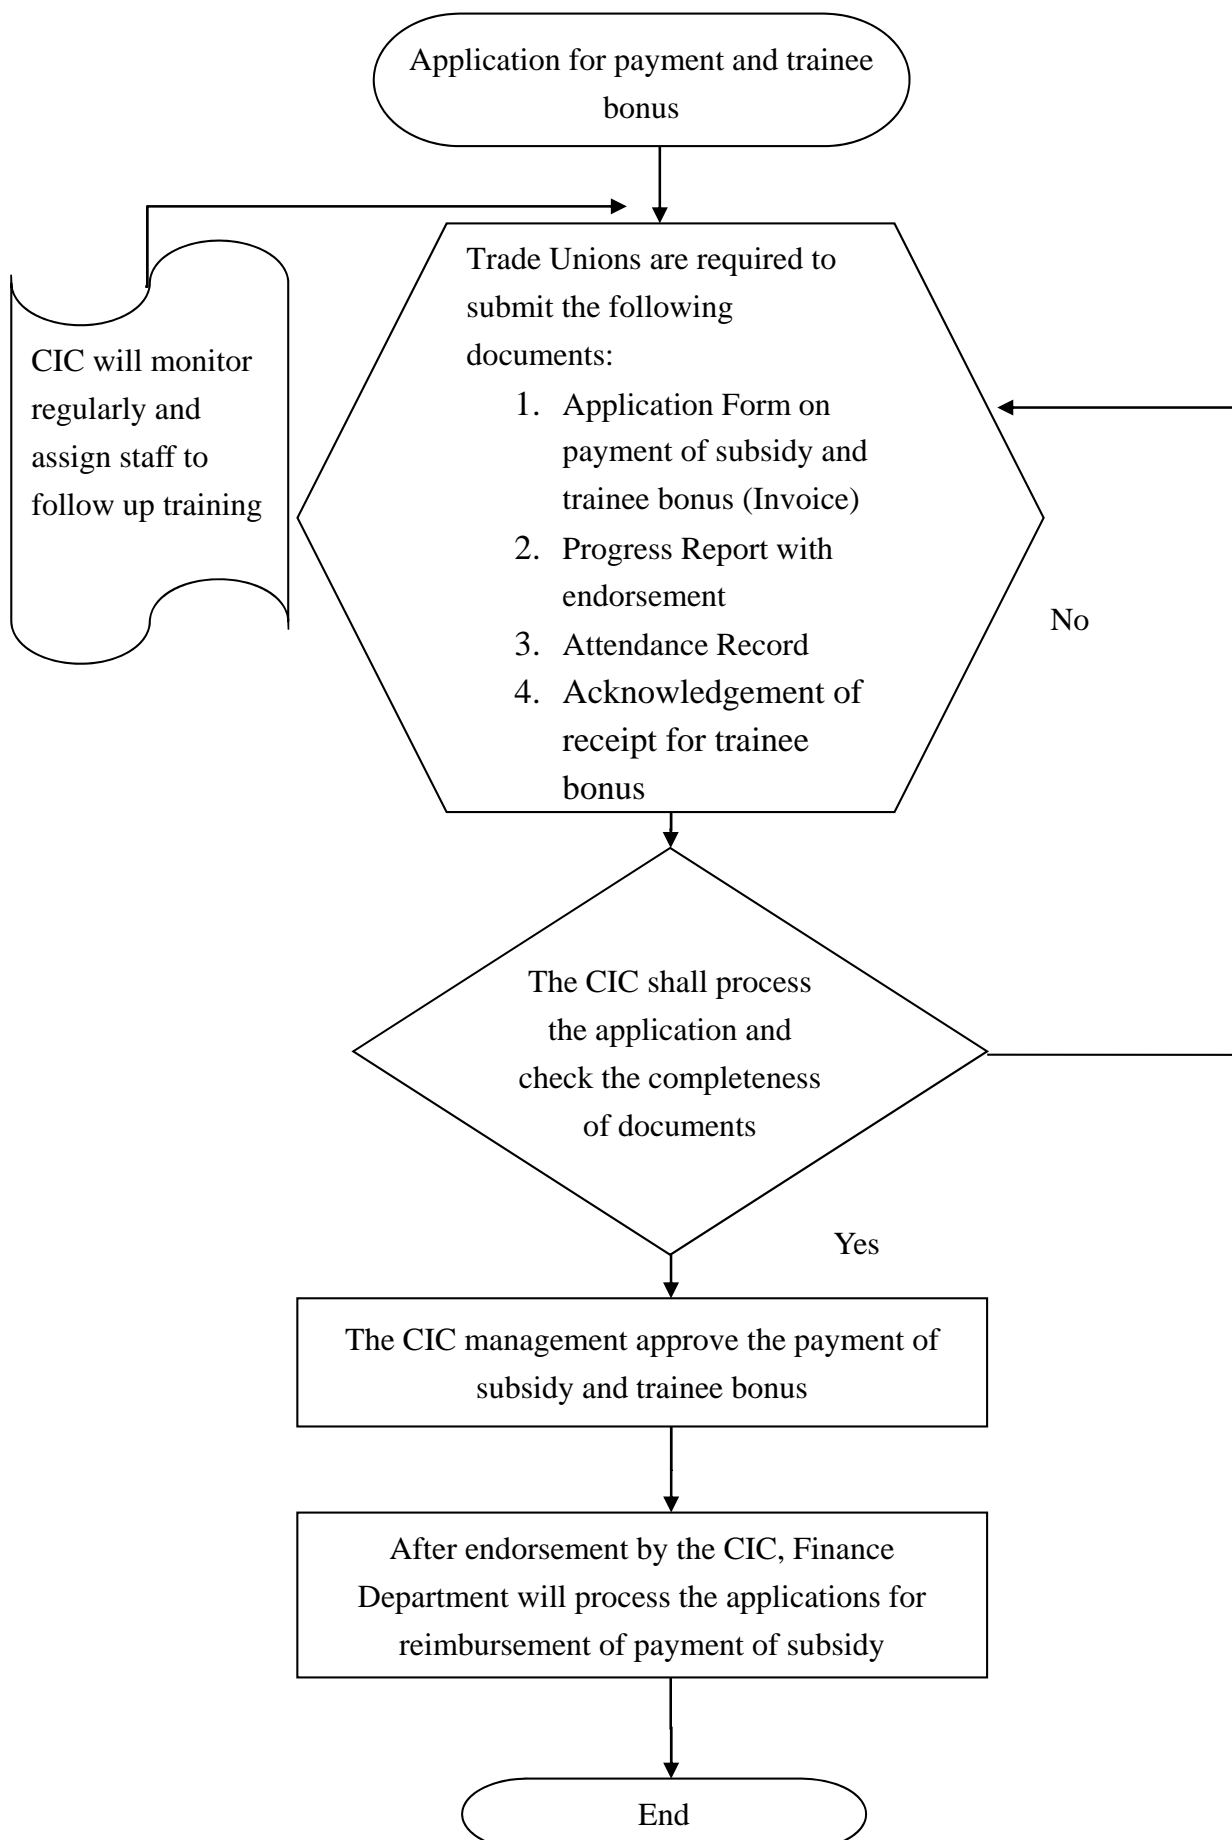 Application for payment and trainee
bonus
Trade Unions are required to
submit the following
documents:
1. Application Form on
payment of subsidy and
trainee bonus (Invoice)
2. Progress Report with
endorsement
3. Attendance Record
4. Acknowledgement of
receipt for trainee
bonus
CIC will monitor
regularly and
assign staff to
follow up training
No
The CIC shall process
the application and
check the completeness
of documents
Yes
The CIC management approve the payment of
subsidy and trainee bonus
After endorsement by the CIC, Finance
Department will process the applications for
reimbursement of payment of subsidy
End